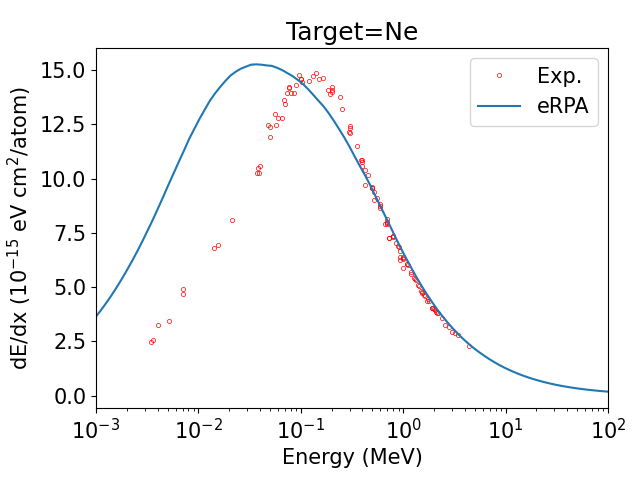 Target=Ne
Exp.
eRPA
dE/dx (10⁻¹⁵ eV cm²/atom)
15.0
12.5
10.0
7.5
5.0
2.5
0.0
10⁻³ 10⁻² 10⁻¹ 10⁰ 10¹ 10²
Energy (MeV)